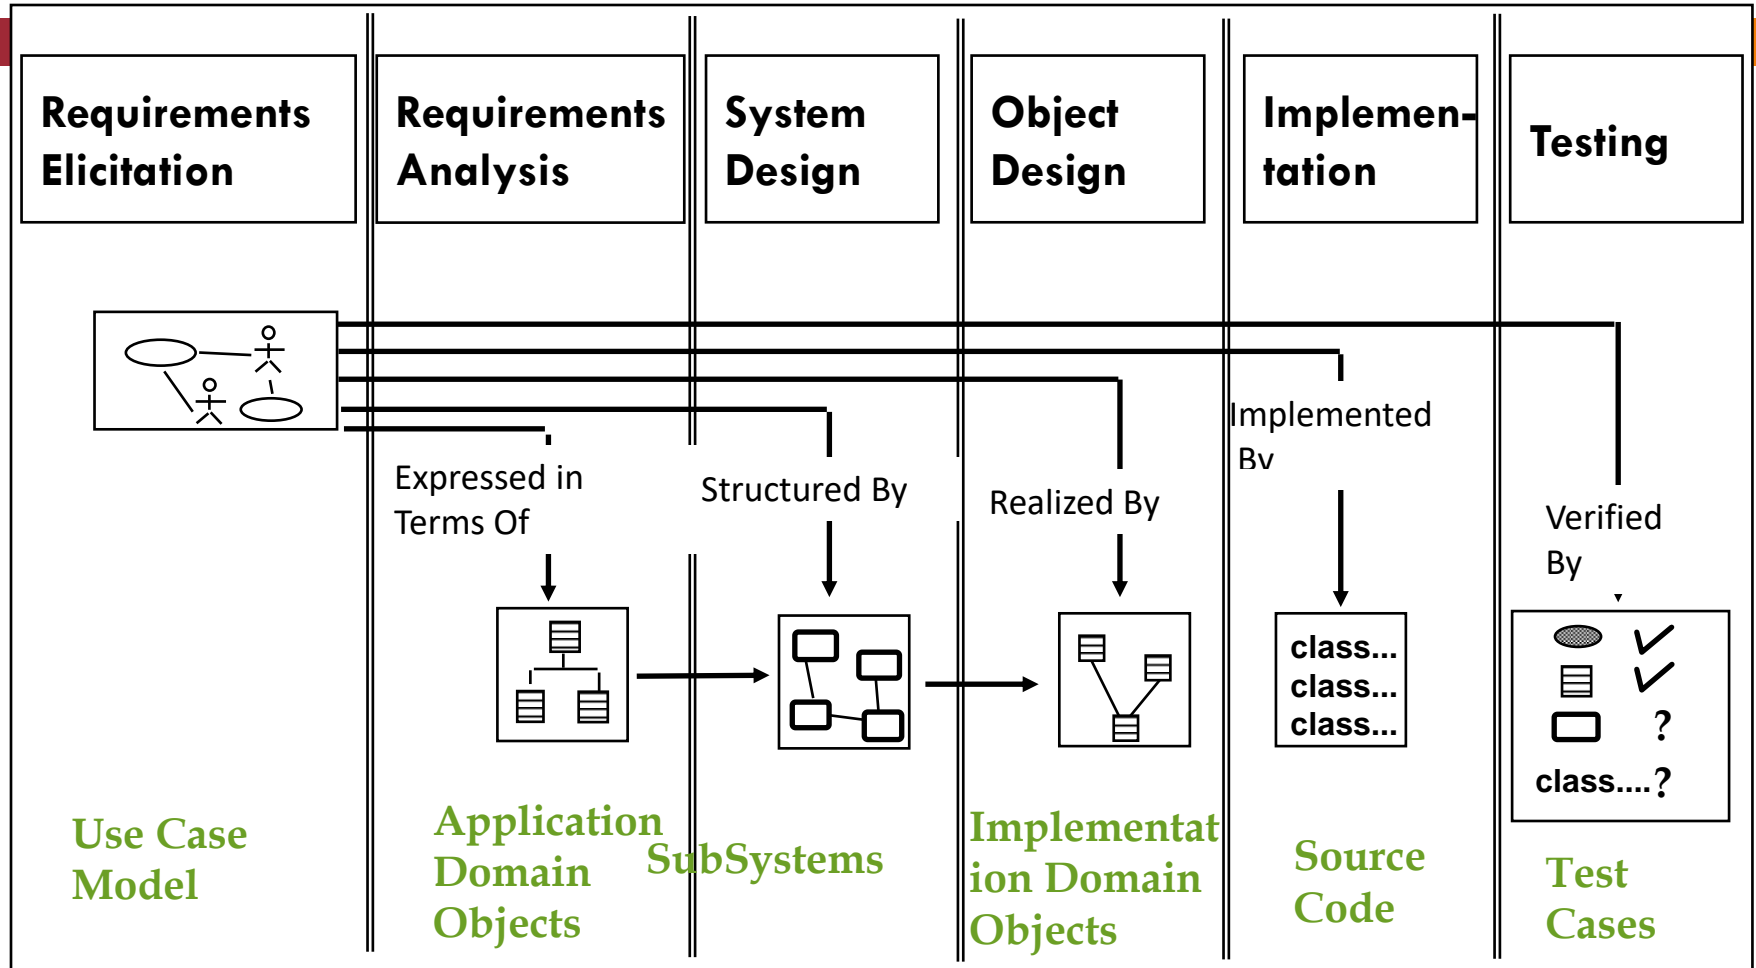 Requirements
Elicitation
Requirements
Analysis
System
Design
Object
Design
Implemen-
tation
Testing
Expressed in
Terms Of
Structured By
Realized By
Implemented
By
Verified
By
class...
class...
class...
?
class....?
Use Case
Model
Application
Domain
Objects
SubSystems
Implementat
ion Domain
Objects
Source
Code
Test
Cases